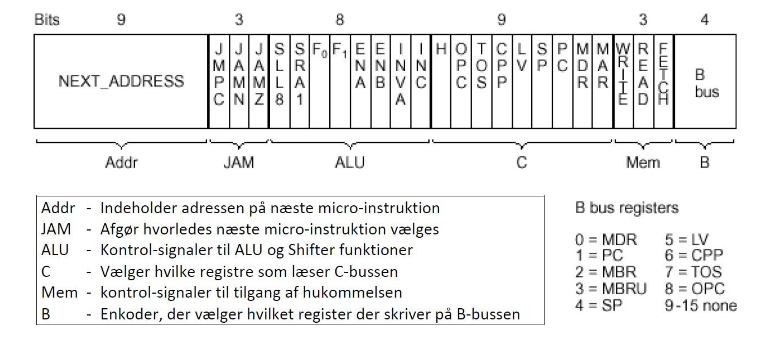 Bits 9 3 8 9 3 4
NEXT_ADDRESS JMPC JAMN JAMZ SLL8 SRA1 F0 F1 ENA ENB INVA INC H OPC TOS CPP LV SP PC MDR MAR WRITE READ FETCH B bus
Addr JAM ALU C Mem B
Addr - Indeholder adressen på næste micro-instruktion
JAM - Afgør hvorledes næste micro-instruktion vælges
ALU - Kontrol-signaler til ALU og Shifter funktioner
C - Vælger hvilke registre som læser C-bussen
Mem - kontrol-signaler til tilgang af hukommelsen
B - Enkoder, der vælger hvilket register der skriver på B-bussen
B bus registers
0 = MDR 5 = LV
1 = PC 6 = CPP
2 = MBR 7 = TOS
3 = MBRU 8 = OPC
4 = SP 9-15 none